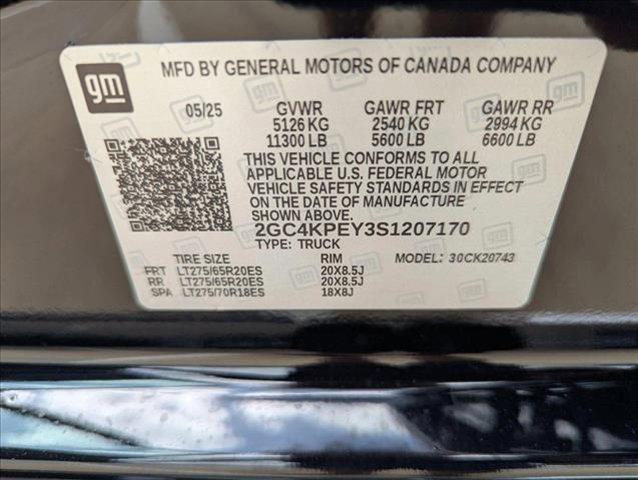 gm
MFD BY GENERAL MOTORS OF CANADA COMPANY
05/25 GVWR GAWR FRT GAWR RR
5126 KG 2540 KG 2994 KG
11300 LB 5600 LB 6600 LB
THIS VEHICLE CONFORMS TO ALL
APPLICABLE U.S. FEDERAL MOTOR
VEHICLE SAFETY STANDARDS IN EFFECT
ON THE DATE OF MANUFACTURE
SHOWN ABOVE.
2GC4KPEY3S1207170
TYPE: TRUCK
TIRE SIZE RIM MODEL: 30CK20743
FRT LT275/65R20ES 20X8.5J
RR LT275/65R20ES 20X8.5J
SPA LT275/70R18ES 18X8J